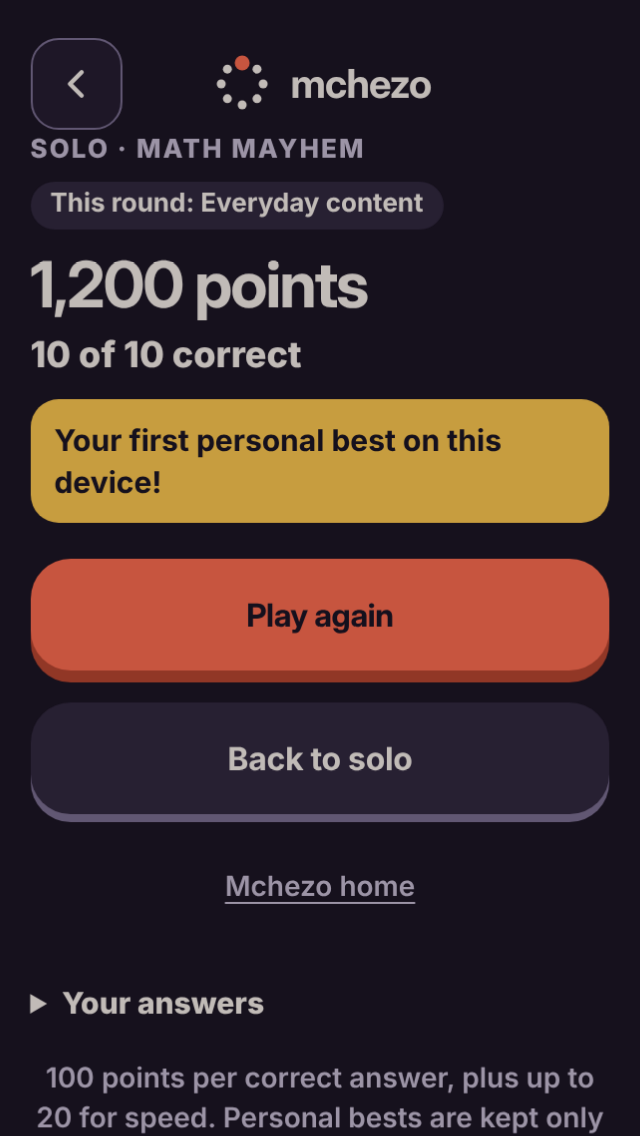 mchezo
SOLO · MATH MAYHEM
This round: Everyday content
1,200 points
10 of 10 correct
Your first personal best on this
device!
Play again
Back to solo
Mchezo home
Your answers
100 points per correct answer, plus up to
20 for speed. Personal bests are kept only